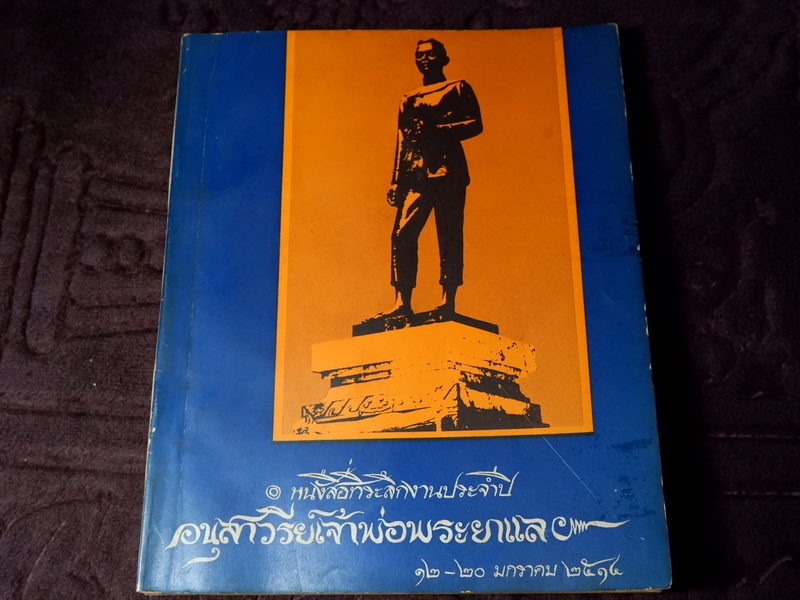 ๏ หนังสือที่ระลึกงานประจำปี
อนุสาวรีย์เจ้าพ่อพระยาแล ๛
๑๒ - ๒๐ มกราคม ๒๕๑๔